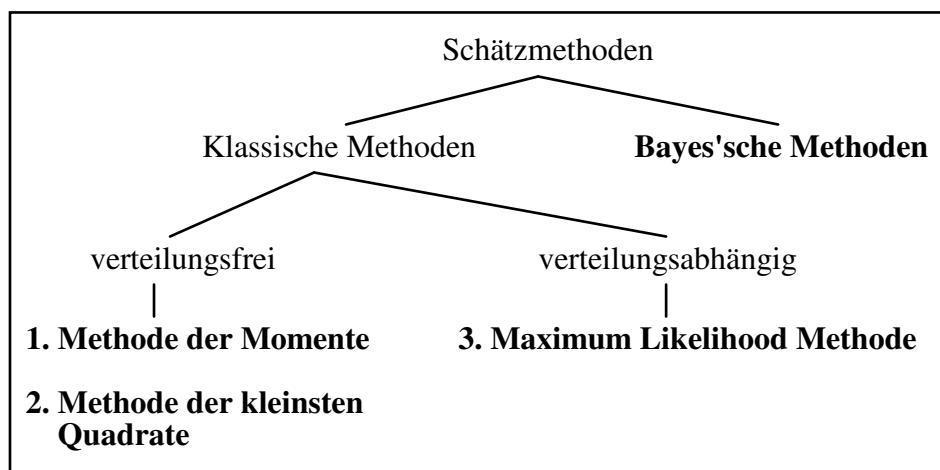 Schätzmethoden
Klassische Methoden
Bayes'sche Methoden
verteilungsfrei
verteilungsabhängig
1. Methode der Momente
3. Maximum Likelihood Methode
2. Methode der kleinsten
Quadrate